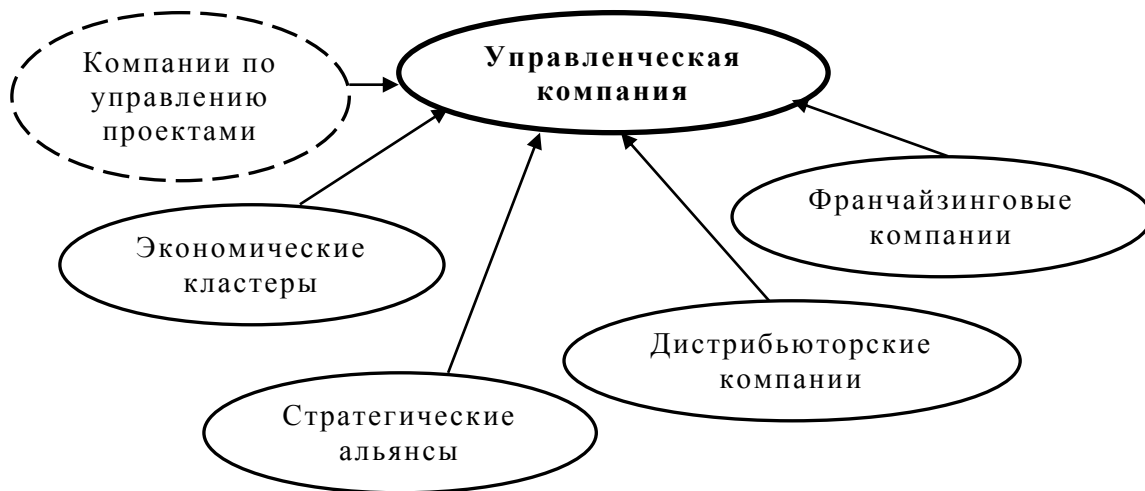 Компании по
управлению
проектами
Управленческая
компания
Франчайзинговые
компании
Экономические
кластеры
Дистрибьюторские
компании
Стратегические
альянсы